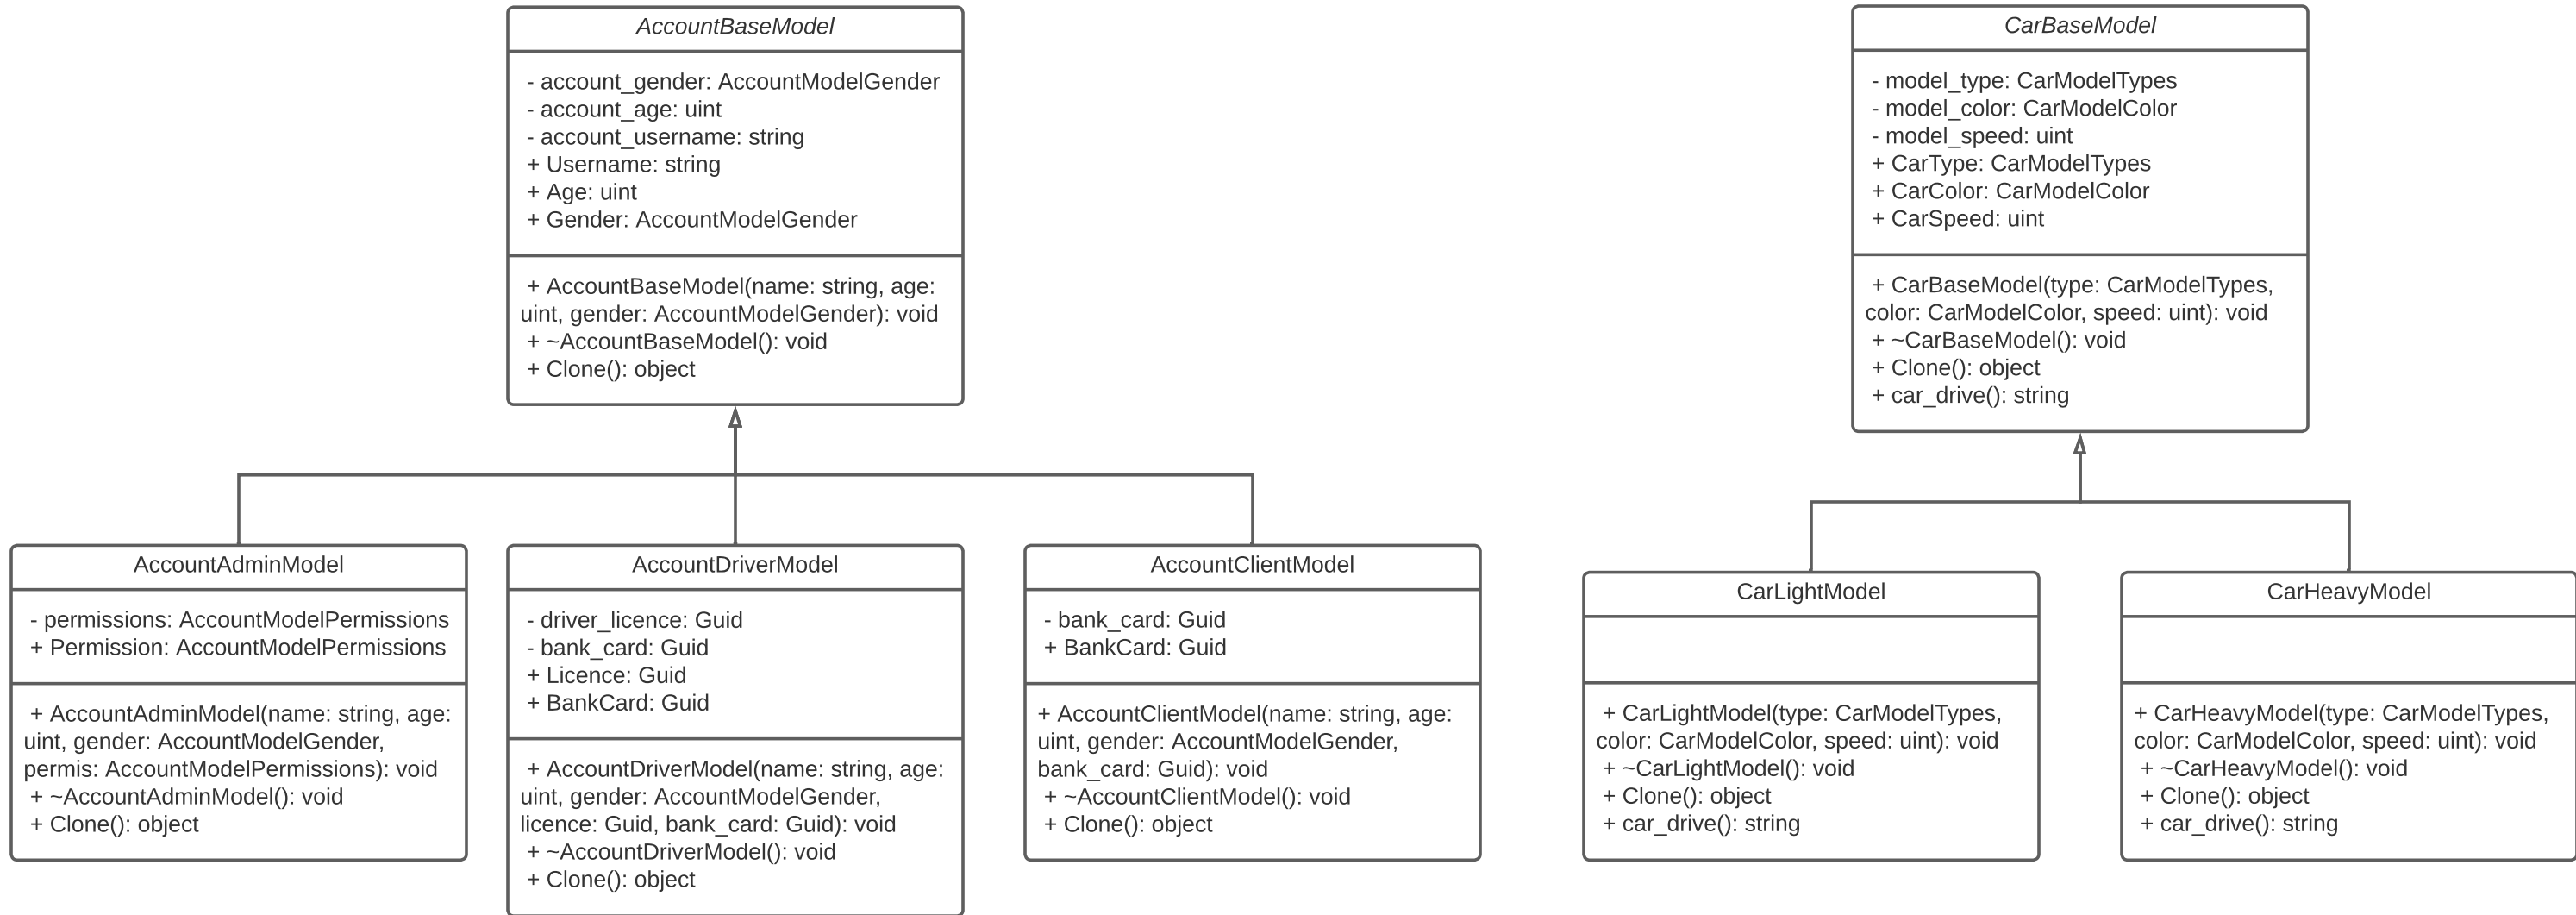 AccountBaseModel
- account_gender: AccountModelGender
- account_age: uint
- account_username: string
+ Username: string
+ Age: uint
+ Gender: AccountModelGender
+ AccountBaseModel(name: string, age:
uint, gender: AccountModelGender): void
+ ~AccountBaseModel(): void
+ Clone(): object
CarBaseModel
- model_type: CarModelTypes
- model_color: CarModelColor
- model_speed: uint
+ CarType: CarModelTypes
+ CarColor: CarModelColor
+ CarSpeed: uint
+ CarBaseModel(type: CarModelTypes,
color: CarModelColor, speed: uint): void
+ ~CarBaseModel(): void
+ Clone(): object
+ car_drive(): string
AccountAdminModel
- permissions: AccountModelPermissions
+ Permission: AccountModelPermissions
+ AccountAdminModel(name: string, age:
uint, gender: AccountModelGender,
permis: AccountModelPermissions): void
+ ~AccountAdminModel(): void
+ Clone(): object
AccountDriverModel
- driver_licence: Guid
- bank_card: Guid
+ Licence: Guid
+ BankCard: Guid
+ AccountDriverModel(name: string, age:
uint, gender: AccountModelGender,
licence: Guid, bank_card: Guid): void
+ ~AccountDriverModel(): void
+ Clone(): object
AccountClientModel
- bank_card: Guid
+ BankCard: Guid
+ AccountClientModel(name: string, age:
uint, gender: AccountModelGender,
bank_card: Guid): void
+ ~AccountClientModel(): void
+ Clone(): object
CarLightModel
+ CarLightModel(type: CarModelTypes,
color: CarModelColor, speed: uint): void
+ ~CarLightModel(): void
+ Clone(): object
+ car_drive(): string
CarHeavyModel
+ CarHeavyModel(type: CarModelTypes,
color: CarModelColor, speed: uint): void
+ ~CarHeavyModel(): void
+ Clone(): object
+ car_drive(): string